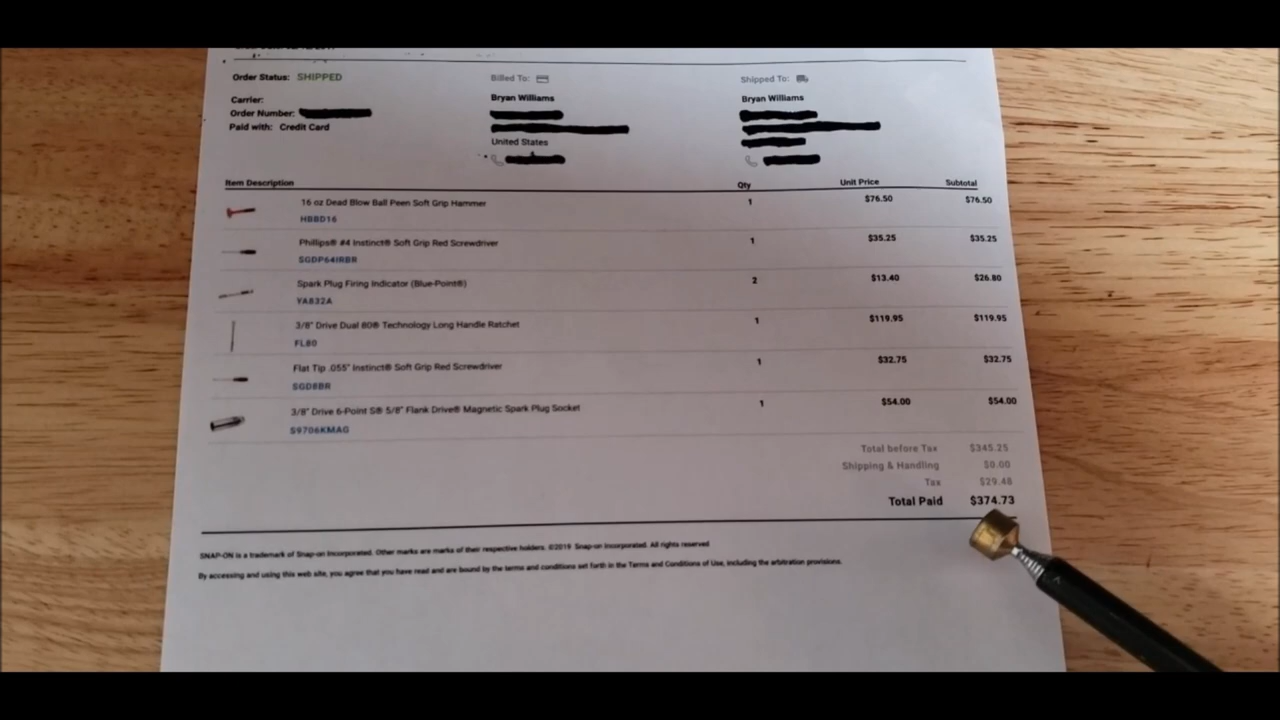 Order Status: SHIPPED
Billed To:
Shipped To:
Carrier:
Order Number:
Paid with: Credit Card
Bryan Williams
United States
Bryan Williams
Item Description Qty Unit Price Subtotal
16 oz Dead Blow Ball Peen Soft Grip Hammer 1 $76.50 $76.50
HBBD16
Phillips® #4 Instinct® Soft Grip Red Screwdriver 1 $35.25 $35.25
SGDP64IRBR
Spark Plug Firing Indicator (Blue-Point®) 2 $13.40 $26.80
YA832A
3/8" Drive Dual 80® Technology Long Handle Ratchet 1 $119.95 $119.95
FL80
Flat Tip .055" Instinct® Soft Grip Red Screwdriver 1 $32.75 $32.75
SGD8BR
3/8" Drive 6-Point S® 5/8" Flank Drive® Magnetic Spark Plug Socket 1 $54.00 $54.00
S9706KMAG
Total before Tax $345.25
Shipping & Handling $0.00
Tax $29.48
Total Paid $374.73
SNAP-ON is a trademark of Snap-on Incorporated. Other marks are marks of their respective holders. ©2019 Snap-on Incorporated. All rights reserved
By accessing and using this web site, you agree that you have read and are bound by the terms and conditions set forth in the Terms and Conditions of Use, including the arbitration provisions.